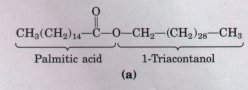 O
CH₃(CH₂)₁₄—C—O—CH₂—(CH₂)₂₈—CH₃
Palmitic acid 1-Triacontanol
(a)